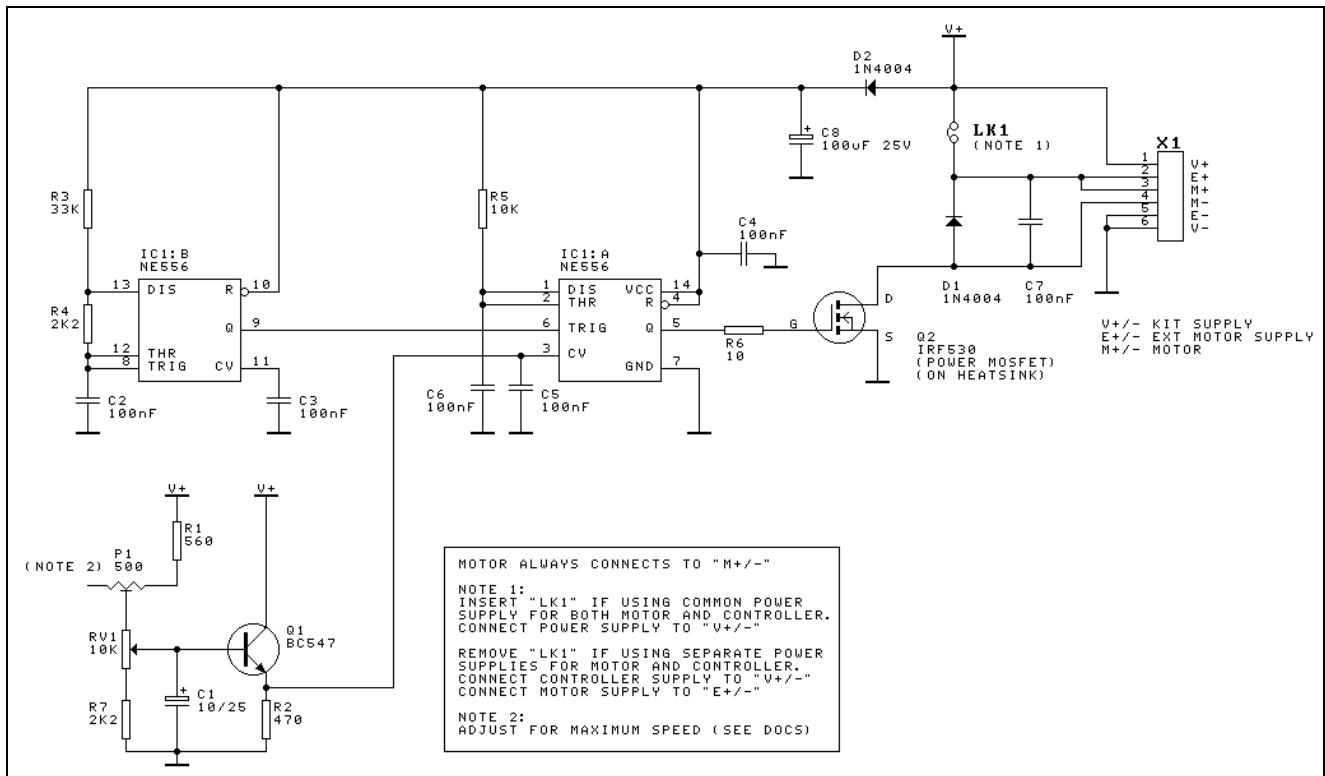 V+
D2
1N4004
C8
100uF 25V
+
LK1
(NOTE 1)
X1
1 V+
2 E+
3 M+
4 M-
5 E-
6 V-
R3
33K
R5
10K
C4
100nF
IC1:B
NE556
IC1:A
NE556
13 DIS R 10
R4
2K2
Q 9
12 THR
8 TRIG CV 11
1 DIS VCC 14
2 THR R 4
6 TRIG Q 5
3 CV
GND 7
R6
10
G
D
S
Q2
IRF530
(POWER MOSFET)
(ON HEATSINK)
D1
1N4004
C7
100nF
V+/- KIT SUPPLY
E+/- EXT MOTOR SUPPLY
M+/- MOTOR
C2
100nF
C3
100nF
C6
100nF
C5
100nF
V+
V+
R1
560
P1
(NOTE 2) 500
RV1
10K
Q1
BC547
+
C1
10/25
R7
2K2
R2
470
MOTOR ALWAYS CONNECTS TO "M+/-"
NOTE 1:
INSERT "LK1" IF USING COMMON POWER
SUPPLY FOR BOTH MOTOR AND CONTROLLER.
CONNECT POWER SUPPLY TO "V+/-"
REMOVE "LK1" IF USING SEPARATE POWER
SUPPLIES FOR MOTOR AND CONTROLLER.
CONNECT CONTROLLER SUPPLY TO "V+/-"
CONNECT MOTOR SUPPLY TO "E+/-"
NOTE 2:
ADJUST FOR MAXIMUM SPEED (SEE DOCS)